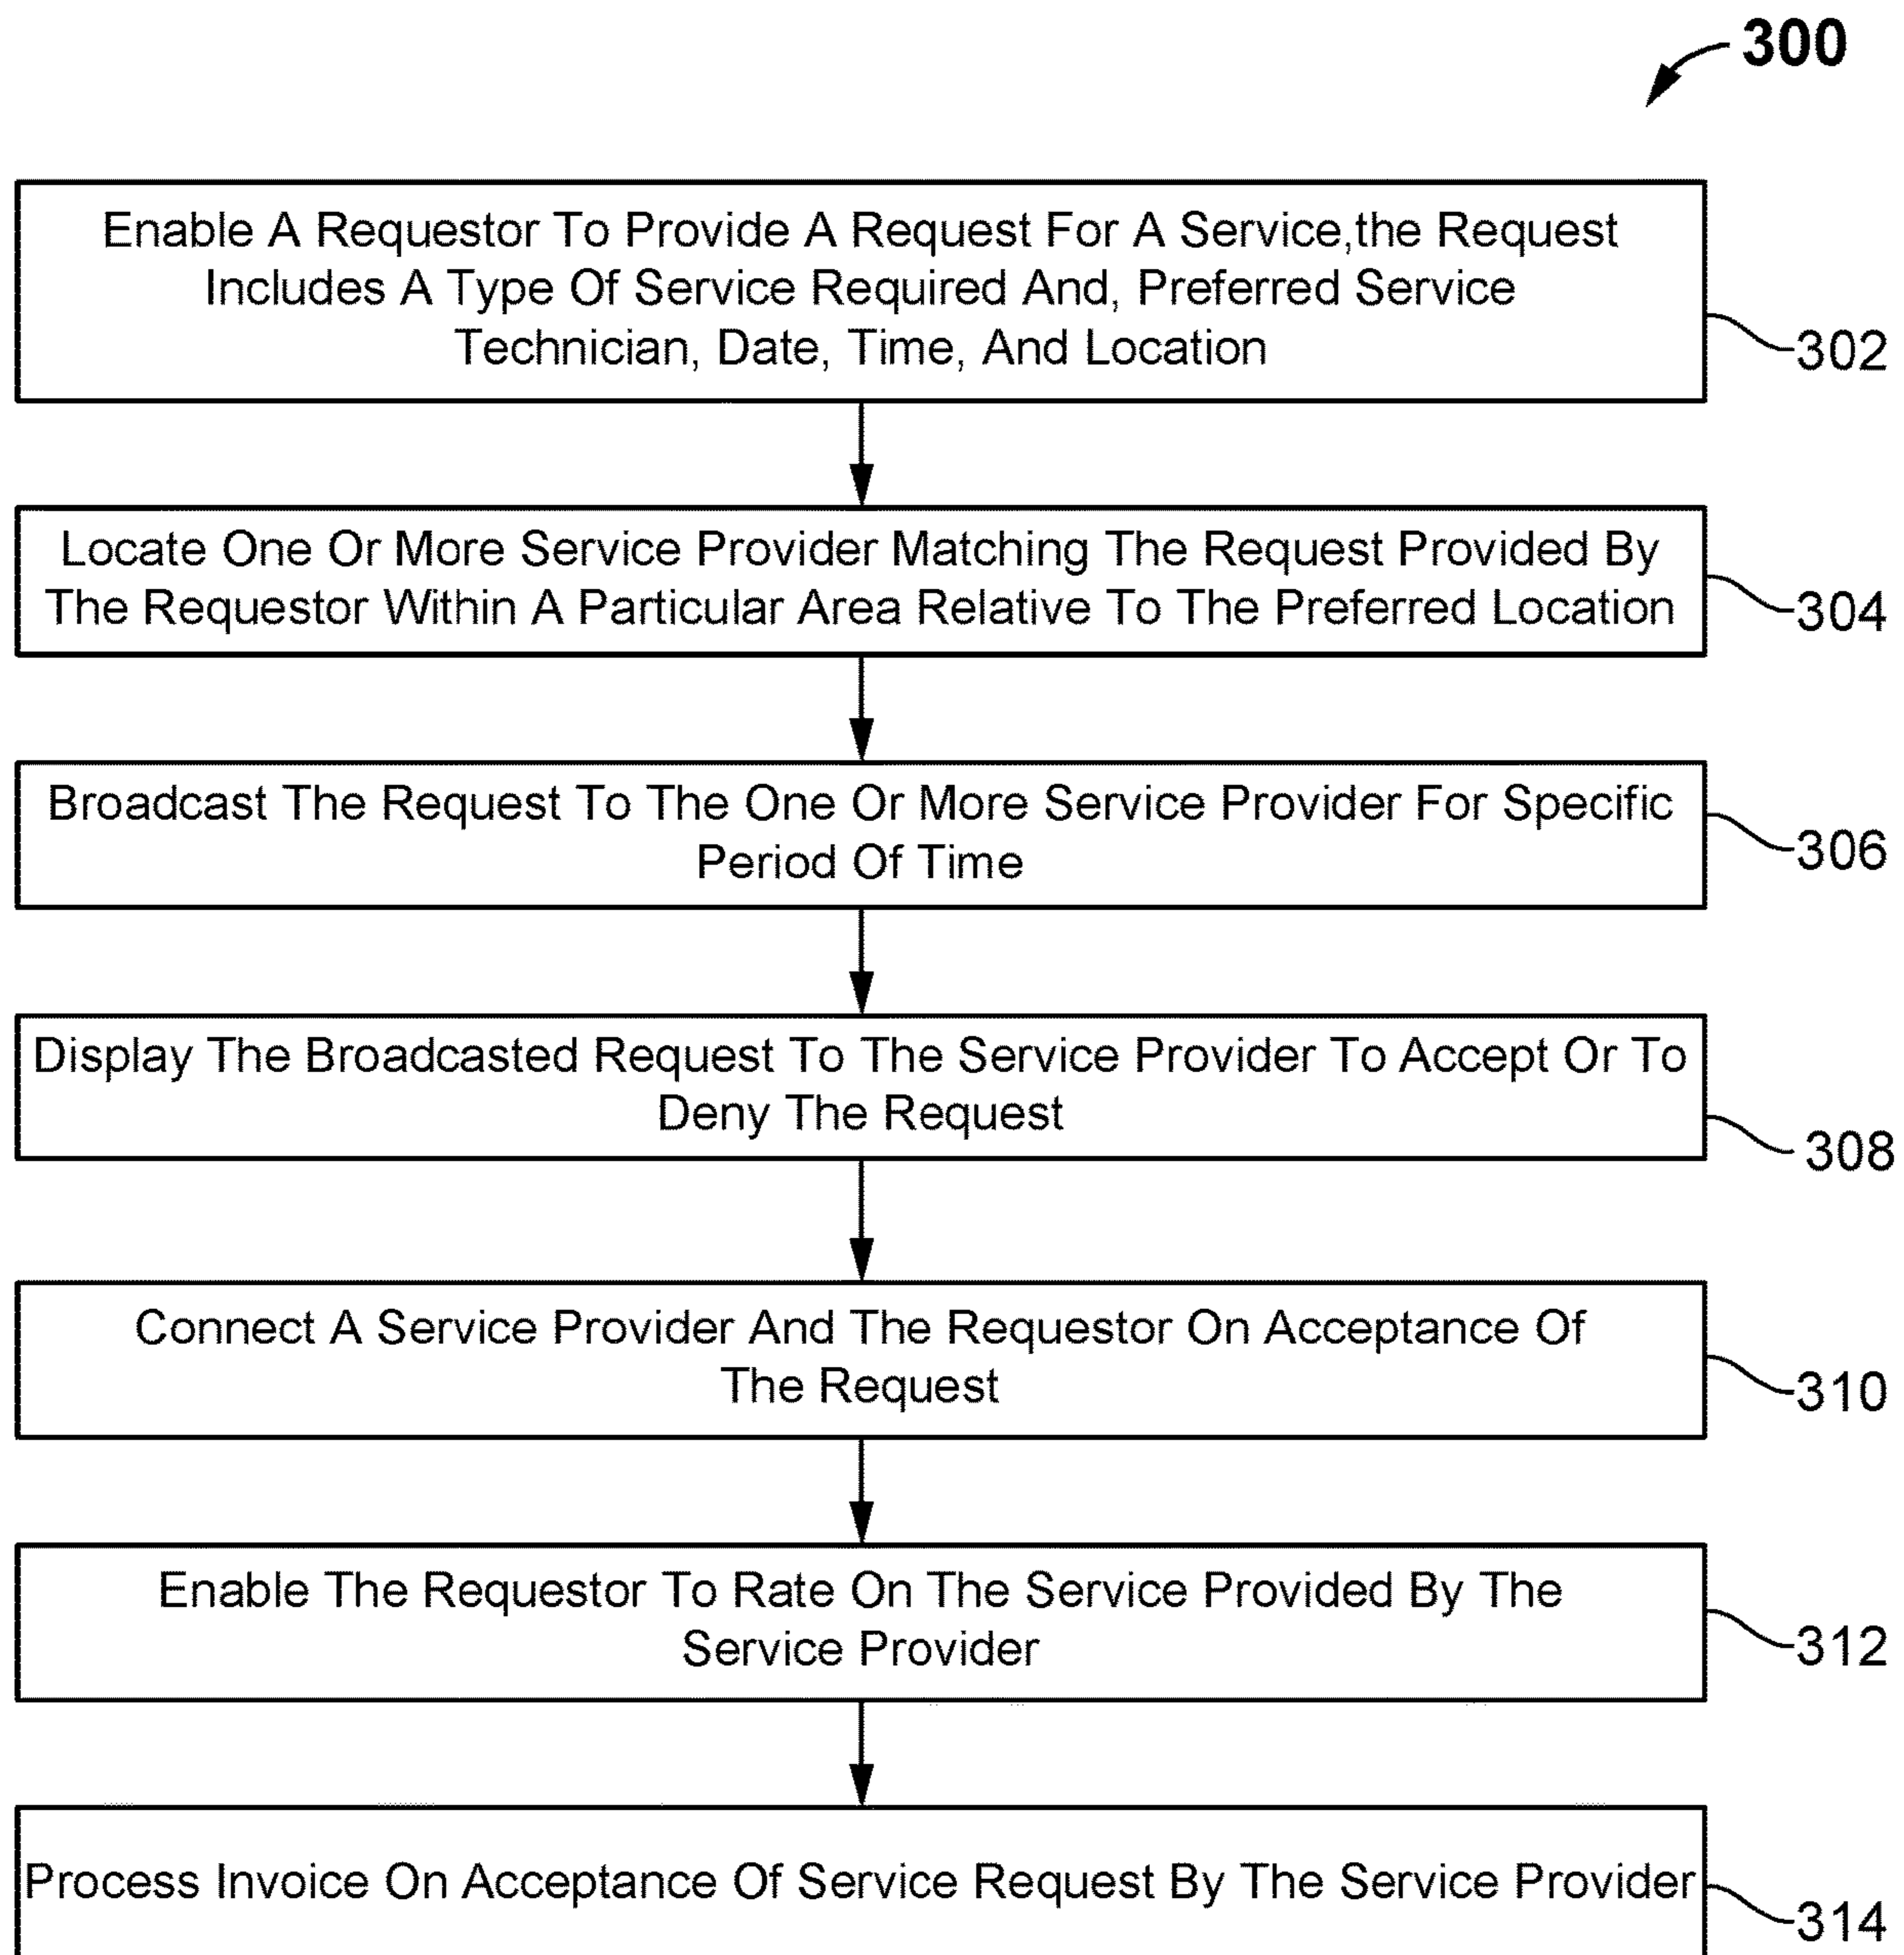 300
Enable A Requestor To Provide A Request For A Service,the Request
Includes A Type Of Service Required And, Preferred Service
Technician, Date, Time, And Location
302
Locate One Or More Service Provider Matching The Request Provided By
The Requestor Within A Particular Area Relative To The Preferred Location
304
Broadcast The Request To The One Or More Service Provider For Specific
Period Of Time
306
Display The Broadcasted Request To The Service Provider To Accept Or To
Deny The Request
308
Connect A Service Provider And The Requestor On Acceptance Of
The Request
310
Enable The Requestor To Rate On The Service Provided By The
Service Provider
312
Process Invoice On Acceptance Of Service Request By The Service Provider
314